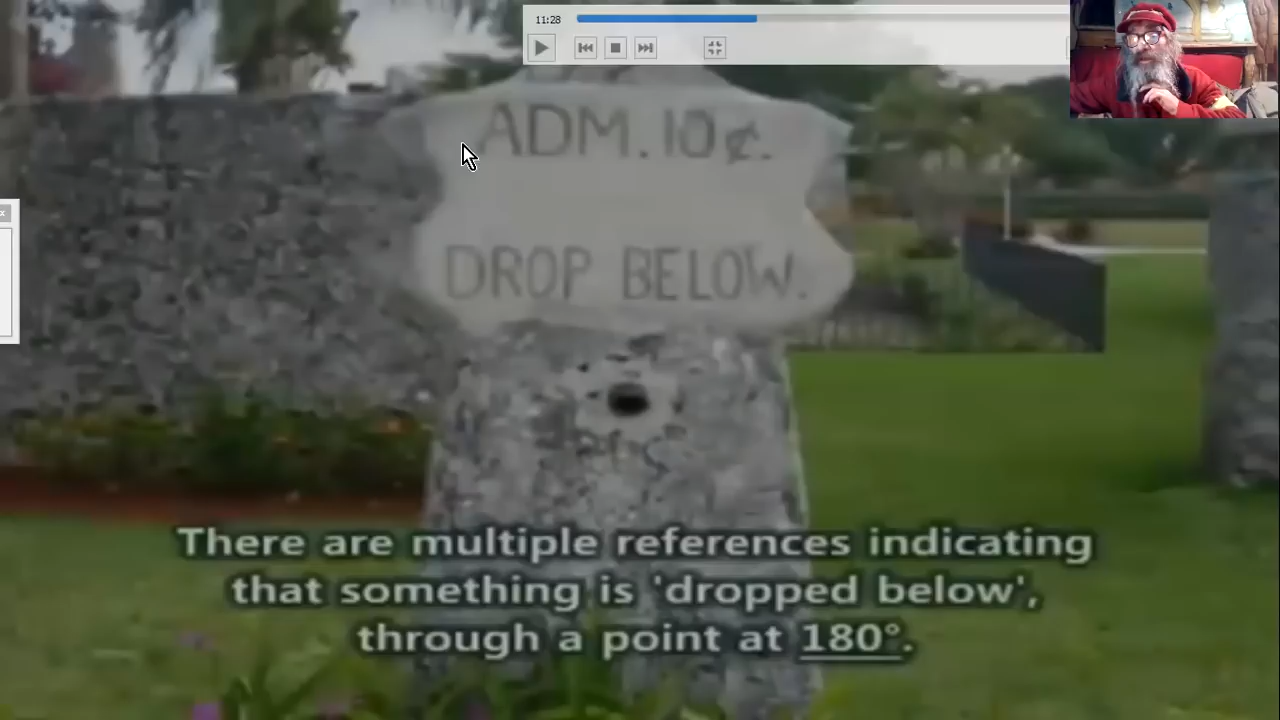 11:28
ADM. 10¢.
DROP BELOW.
There are multiple references indicating
that something is 'dropped below',
through a point at 180°.